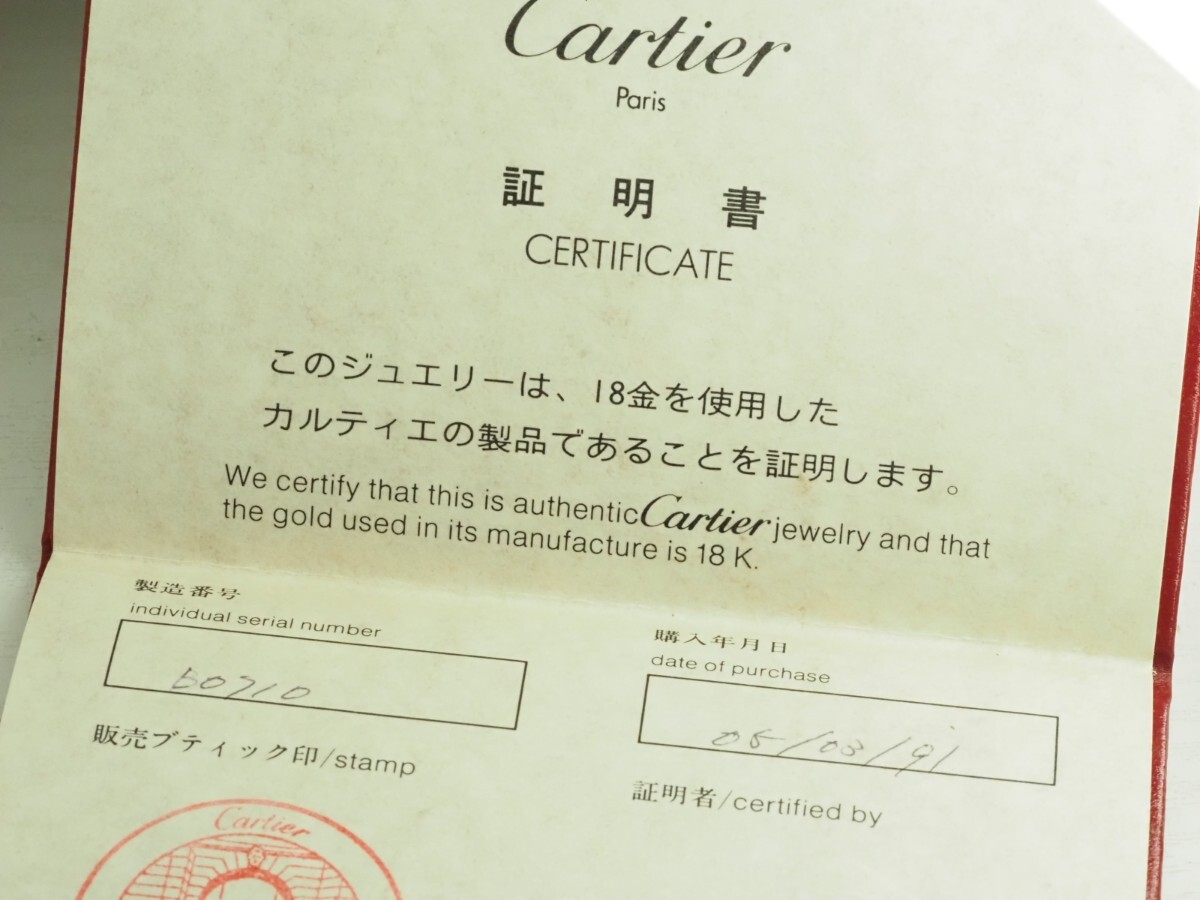 Cartier
Paris
証明書
CERTIFICATE
このジュエリーは、18金を使用した
カルティエの製品であることを証明します。
We certify that this is authentic Cartier jewelry and that
the gold used in its manufacture is 18 K.
製造番号
individual serial number
60710
購入年月日
date of purchase
05/03/91
販売ブティック印/stamp
証明者/certified by
Cartier